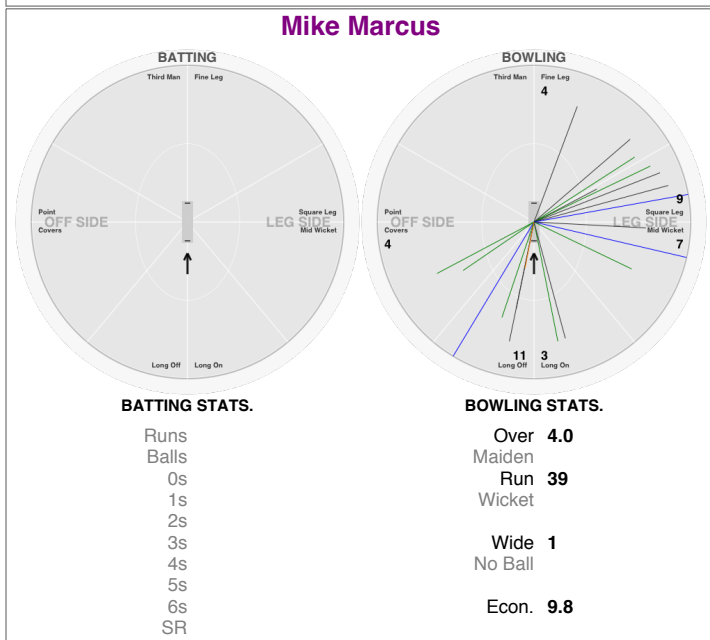 Mike Marcus
BATTING
Third Man Fine Leg
Point
OFF SIDE
Covers
Square Leg
LEG SIDE
Mid Wicket
Long Off Long On
BOWLING
Third Man Fine Leg
4
9
Point
OFF SIDE
Covers
Square Leg
LEG SIDE
Mid Wicket
4
7
11 3
Long Off Long On
BATTING STATS.
Runs
Balls
0s
1s
2s
3s
4s
5s
6s
SR
BOWLING STATS.
Over 4.0
Maiden
Run 39
Wicket
Wide 1
No Ball
Econ. 9.8